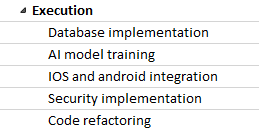 Execution
Database implementation
AI model training
IOS and android integration
Security implementation
Code refactoring